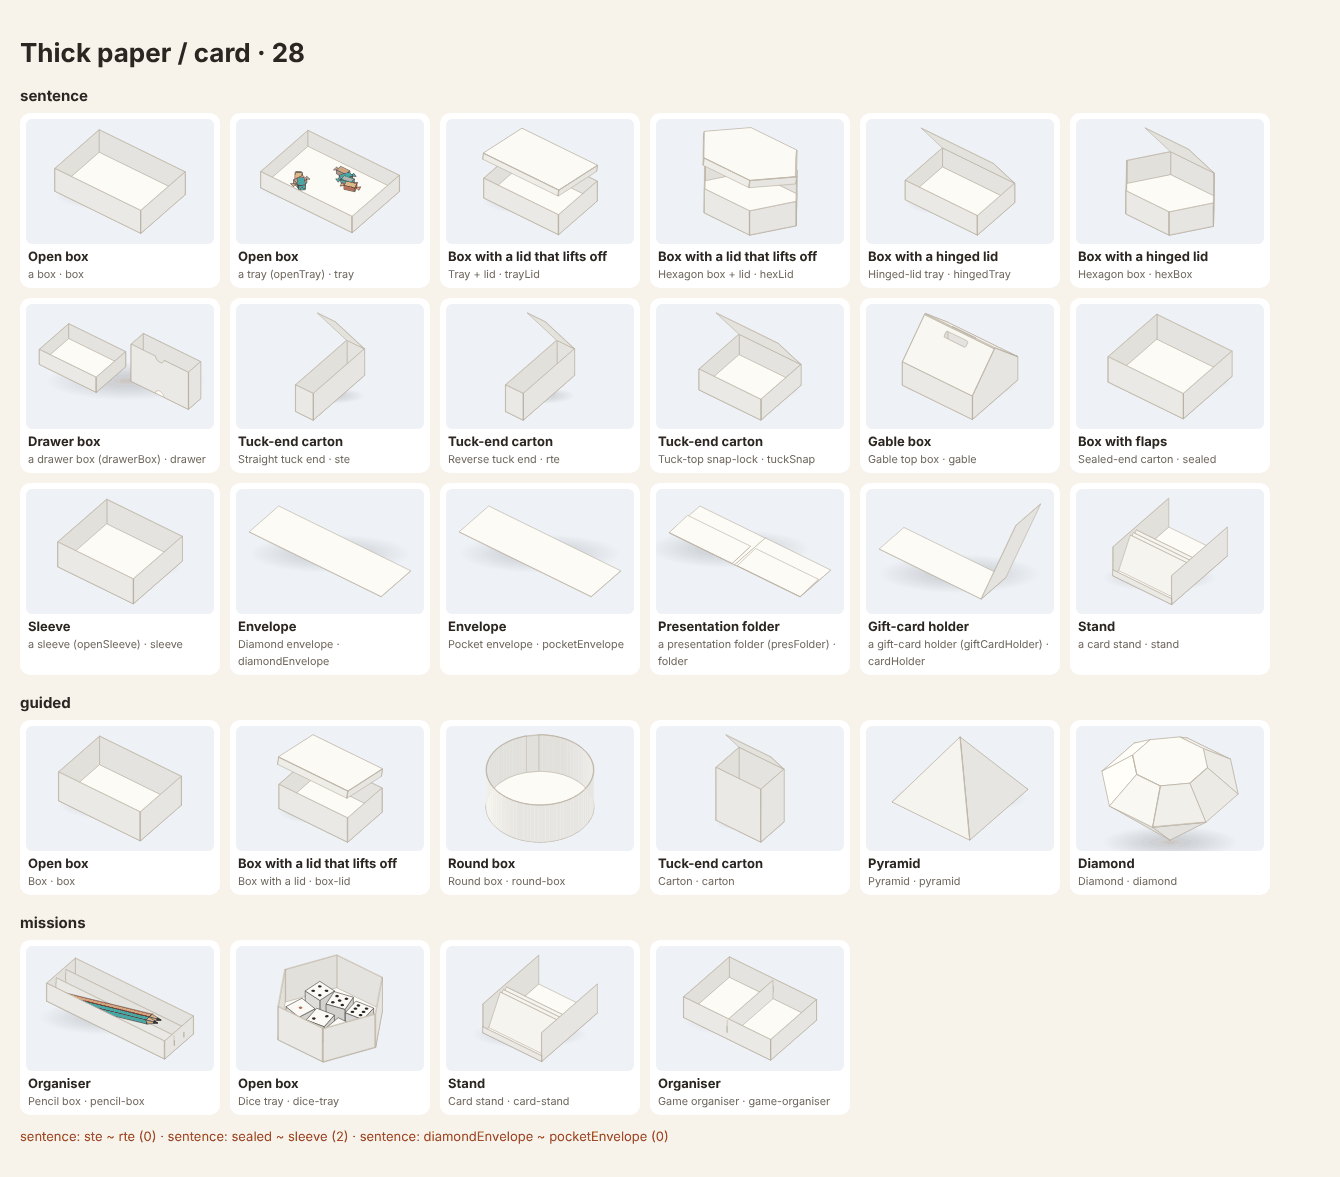 Thick paper / card · 28
sentence
Open box
a box · box
Open box
a tray (openTray) · tray
Box with a lid that lifts off
Tray + lid · trayLid
Box with a lid that lifts off
Hexagon box + lid · hexLid
Box with a hinged lid
Hinged-lid tray · hingedTray
Box with a hinged lid
Hexagon box · hexBox
Drawer box
a drawer box (drawerBox) · drawer
Tuck-end carton
Straight tuck end · ste
Tuck-end carton
Reverse tuck end · rte
Tuck-end carton
Tuck-top snap-lock · tuckSnap
Gable box
Gable top box · gable
Box with flaps
Sealed-end carton · sealed
Sleeve
a sleeve (openSleeve) · sleeve
Envelope
Diamond envelope ·
diamondEnvelope
Envelope
Pocket envelope · pocketEnvelope
Presentation folder
a presentation folder (presFolder) ·
folder
Gift-card holder
a gift-card holder (giftCardHolder) ·
cardHolder
Stand
a card stand · stand
guided
Open box
Box · box
Box with a lid that lifts off
Box with a lid · box-lid
Round box
Round box · round-box
Tuck-end carton
Carton · carton
Pyramid
Pyramid · pyramid
Diamond
Diamond · diamond
missions
Organiser
Pencil box · pencil-box
Open box
Dice tray · dice-tray
Stand
Card stand · card-stand
Organiser
Game organiser · game-organiser
sentence: ste ~ rte (0) · sentence: sealed ~ sleeve (2) · sentence: diamondEnvelope ~ pocketEnvelope (0)